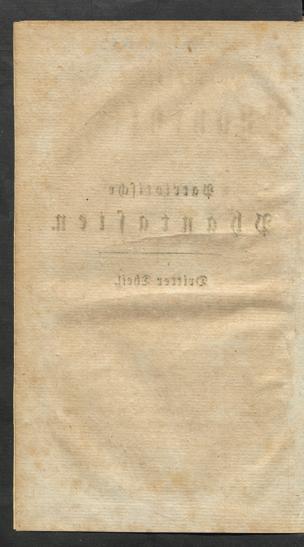 Patriotische
Phantasien.
Dritter Theil.